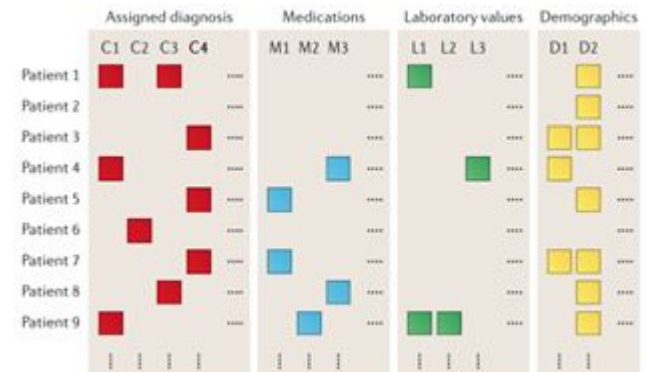 Assigned diagnosis Medications Laboratory values Demographics
C1 C2 C3 C4 M1 M2 M3 L1 L2 L3 D1 D2
Patient 1 .... .... .... ....
Patient 2 .... .... .... ....
Patient 3 .... .... .... ....
Patient 4 .... .... .... ....
Patient 5 .... .... .... ....
Patient 6 .... .... .... ....
Patient 7 .... .... .... ....
Patient 8 .... .... .... ....
Patient 9 .... .... .... ....